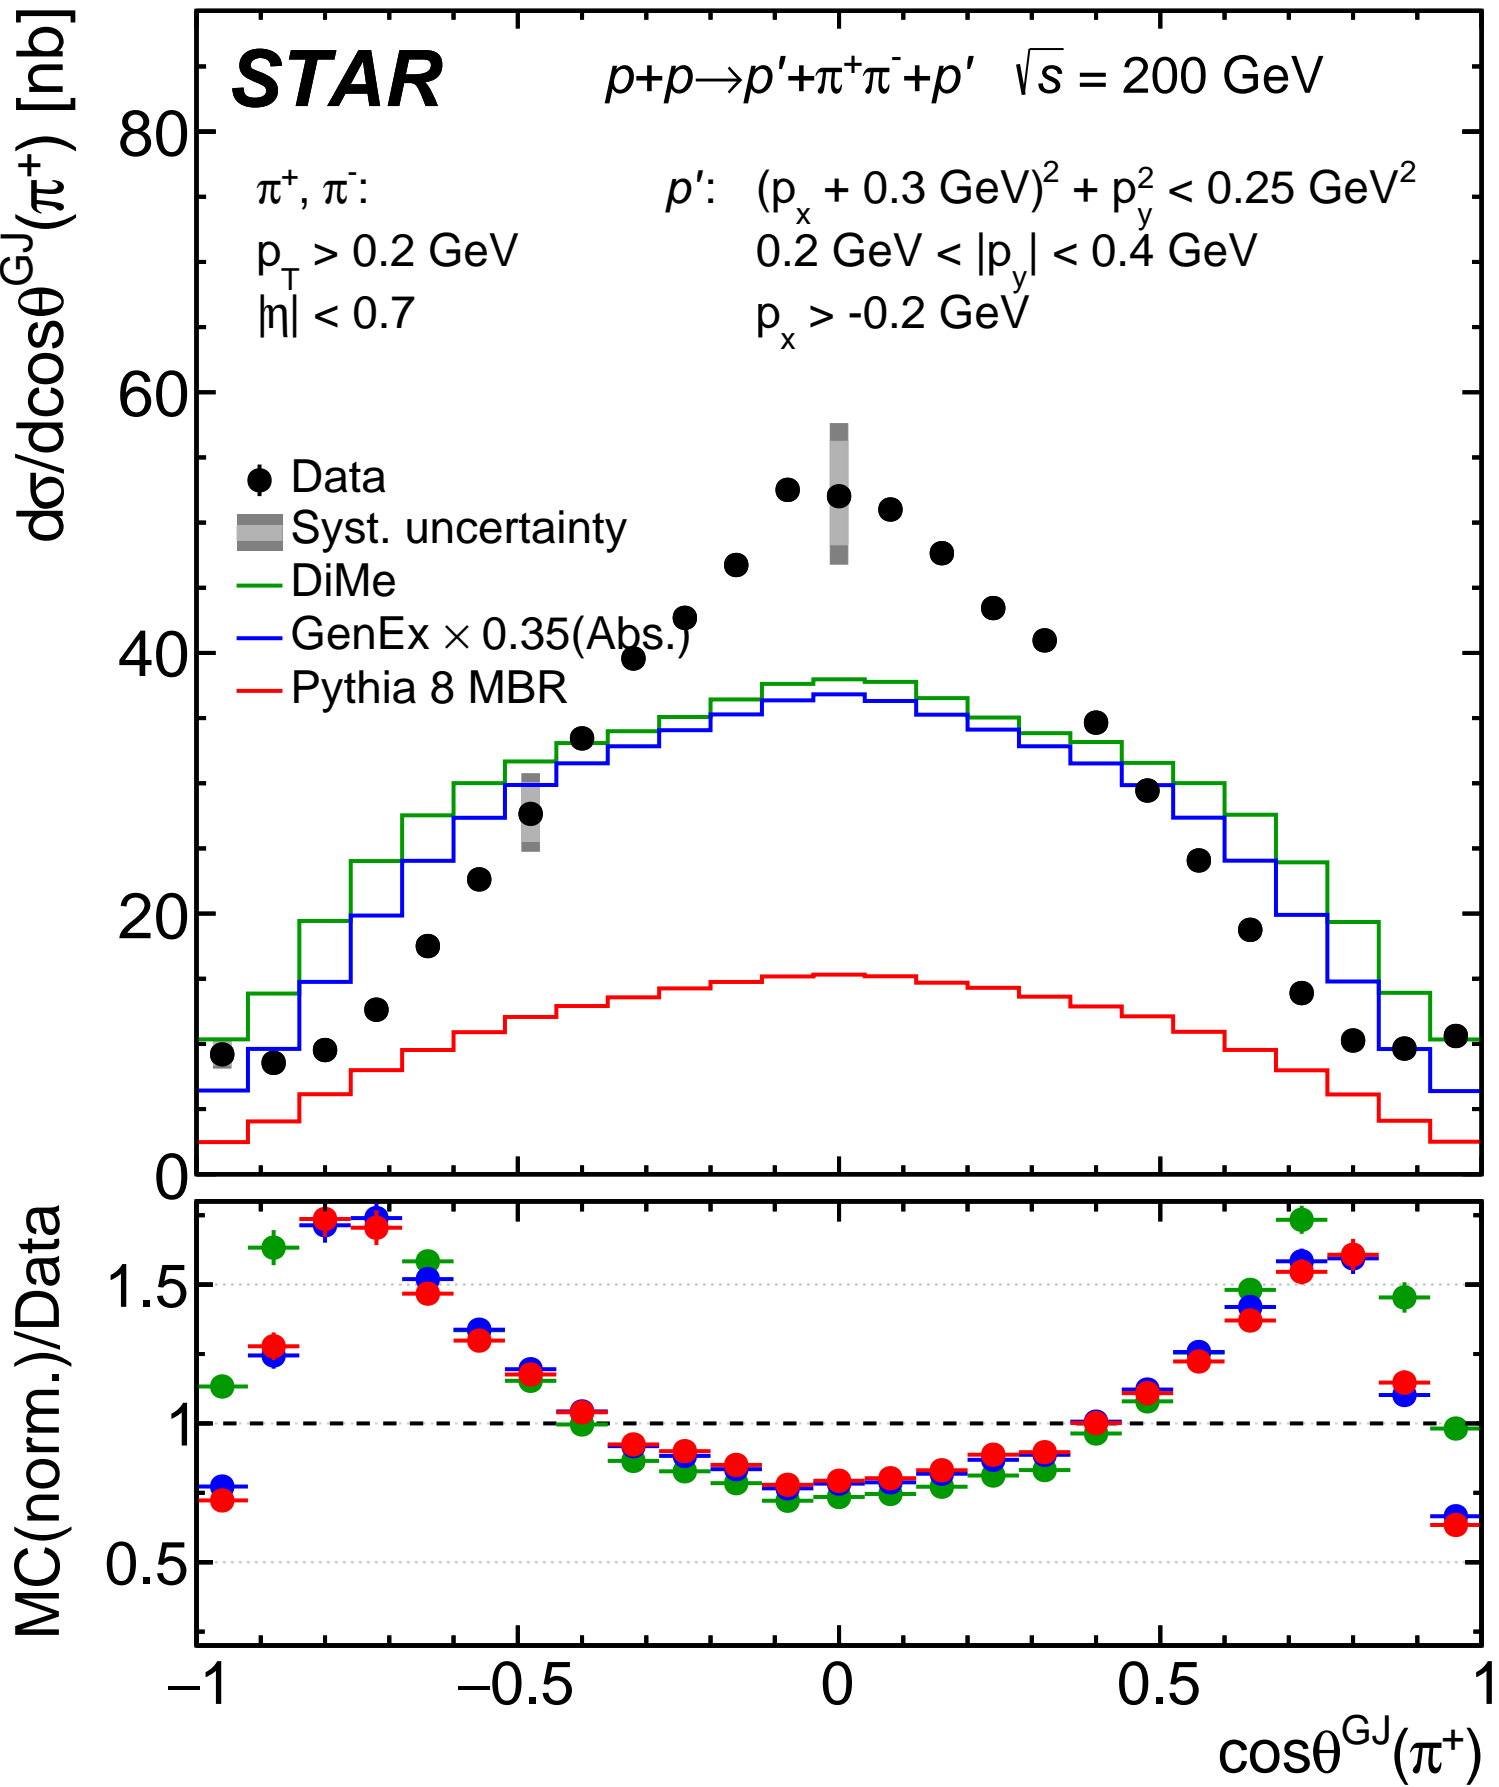 dσ/dcosθ^GJ(π⁺) [nb]
STAR p+p→p′+π⁺π⁻+p′ √s = 200 GeV
80
π⁺, π⁻: p′: (p_x + 0.3 GeV)² + p_y² < 0.25 GeV²
p_T > 0.2 GeV 0.2 GeV < |p_y| < 0.4 GeV
|η| < 0.7 p_x > -0.2 GeV
60
Data
Syst. uncertainty
DiMe
GenEx × 0.35(Abs.)
40
Pythia 8 MBR
20
0
MC(norm.)/Data
1.5
1
0.5
−1 −0.5 0 0.5 1
cosθ^GJ(π⁺)